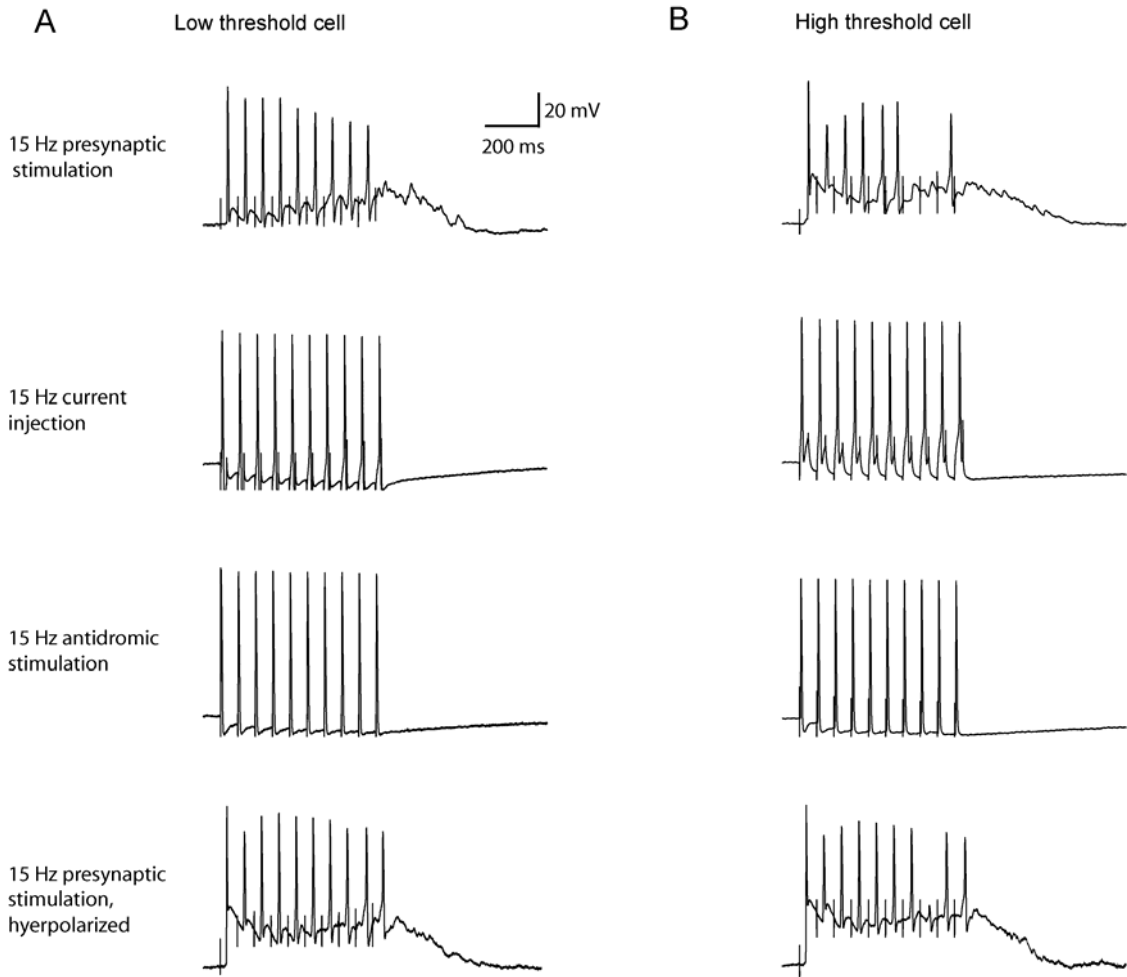 A
Low threshold cell
B
High threshold cell
15 Hz presynaptic
stimulation
20 mV
200 ms
15 Hz current
injection
15 Hz antidromic
stimulation
15 Hz presynaptic
stimulation,
hyerpolarized